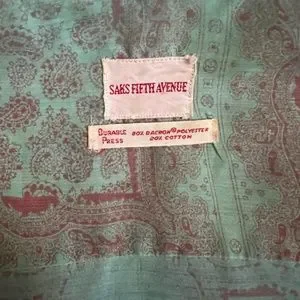 SAKS FIFTH AVENUE
DURABLE PRESS
80% DACRON® POLYESTER
20% COTTON